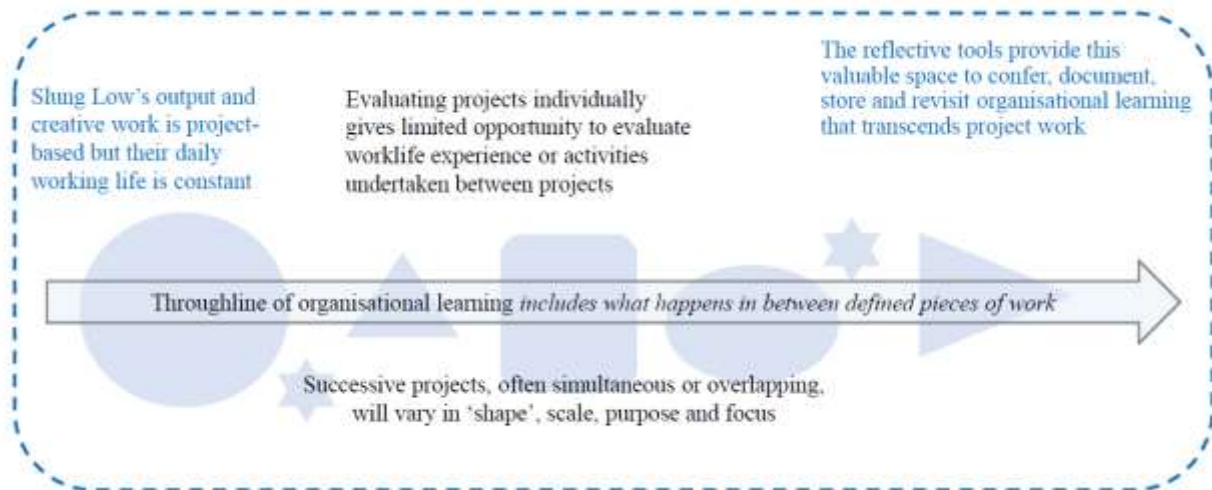 Slung Low's output and
creative work is project-
based but their daily
working life is constant
Evaluating projects individually
gives limited opportunity to evaluate
worklife experience or activities
undertaken between projects
The reflective tools provide this
valuable space to confer, document,
store and revisit organisational learning
that transcends project work
Throughline of organisational learning includes what happens in between defined pieces of work
Successive projects, often simultaneous or overlapping,
will vary in ‘shape’, scale, purpose and focus